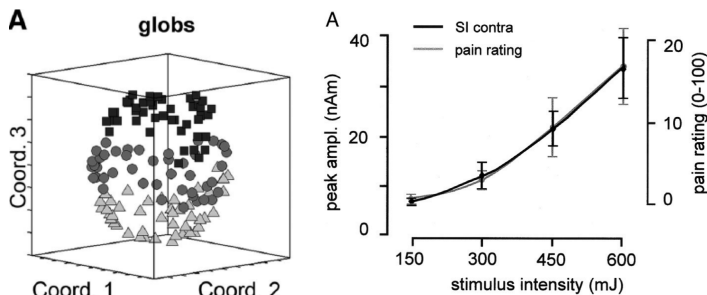 A
globs
Coord. 3
Coord. 1
Coord. 2
A
SI contra
pain rating
peak ampl. (nAm)
40
20
0
20
10
0
pain rating (0-100)
150 300 450 600
stimulus intensity (mJ)